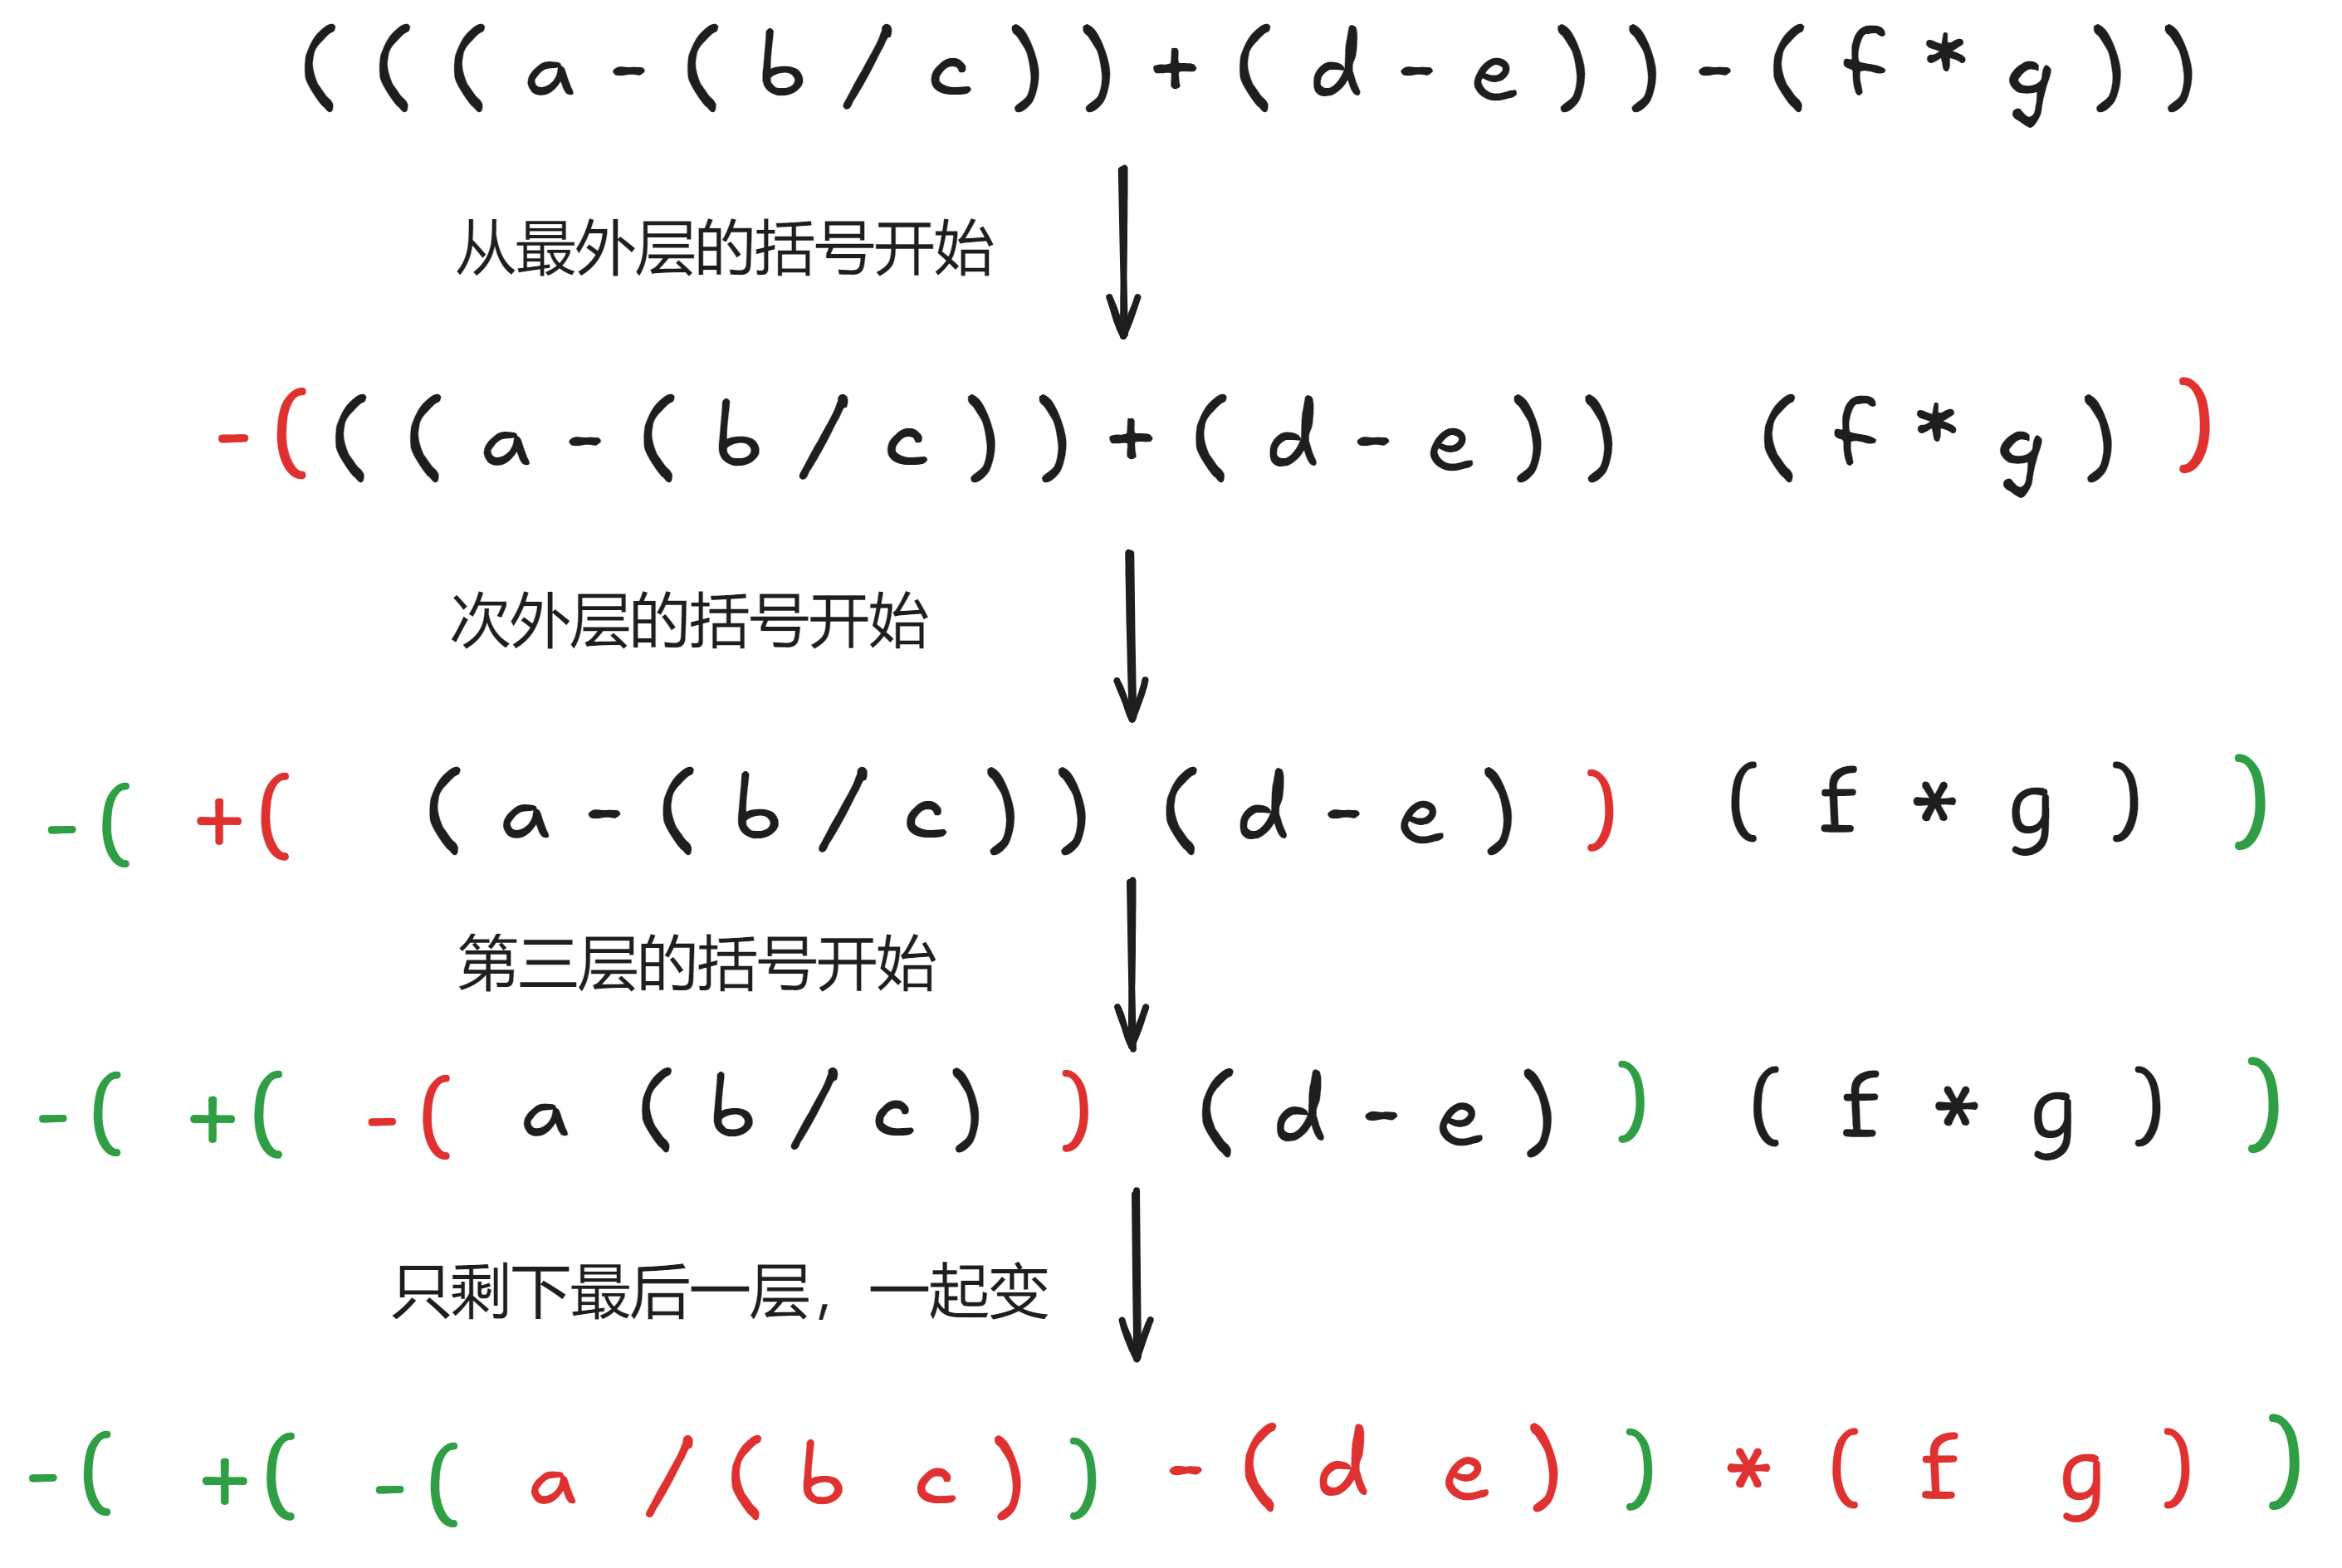 ( ( ( a - ( b / c ) ) + ( d - e ) ) - ( f * g ) )
从最外层的括号开始
- ( ( ( a - ( b / c ) ) + ( d - e ) ) ( f * g ) )
次外层的括号开始
- ( + ( ( a - ( b / c ) ) ( d - e ) ) ( f * g ) )
第三层的括号开始
- ( + ( - ( a ( b / c ) ) ( d - e ) ) ( f * g ) )
只剩下最后一层，一起变
- ( + ( - ( a / ( b c ) ) - ( d e ) ) * ( f g ) )